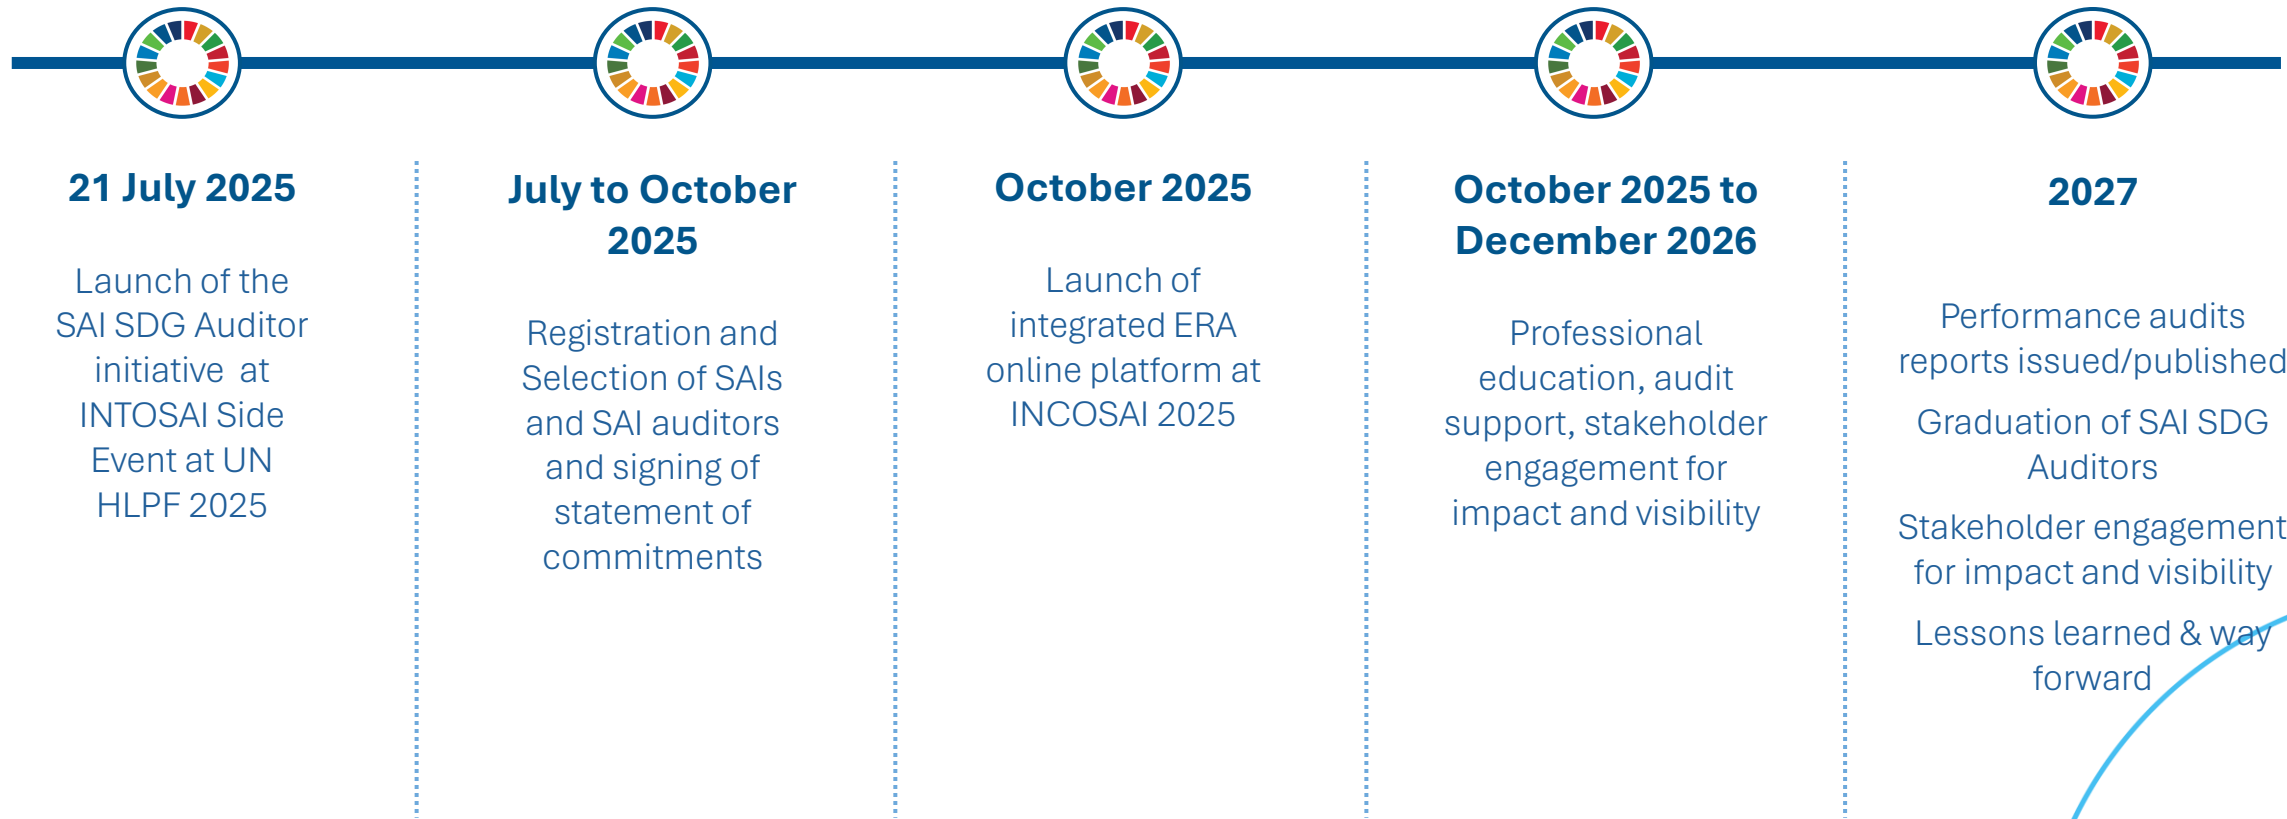 21 July 2025
Launch of the
SAI SDG Auditor
initiative at
INTOSAI Side
Event at UN
HLPF 2025
July to October
2025
Registration and
Selection of SAIs
and SAI auditors
and signing of
statement of
commitments
October 2025
Launch of
integrated ERA
online platform at
INCOSAI 2025
October 2025 to
December 2026
Professional
education, audit
support, stakeholder
engagement for
impact and visibility
2027
Performance audits
reports issued/published
Graduation of SAI SDG
Auditors
Stakeholder engagement
for impact and visibility
Lessons learned & way
forward